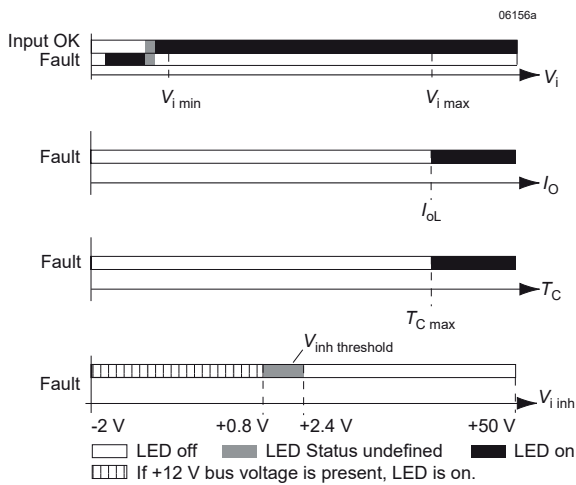 06156a
Input OK
Fault
Vi
Vi min
Vi max
Fault
IO
IoL
Fault
TC
TC max
Vinh threshold
Fault
Vi inh
-2 V
+0.8 V
+2.4 V
+50 V
LED off
LED Status undefined
LED on
If +12 V bus voltage is present, LED is on.